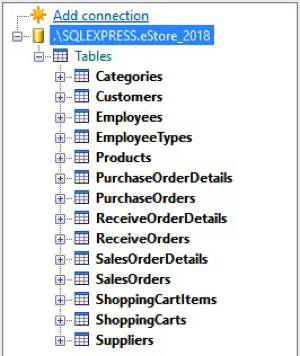 Add connection
.\SQLEXPRESS.eStore_2018
Tables
Categories
Customers
Employees
EmployeeTypes
Products
PurchaseOrderDetails
PurchaseOrders
ReceiveOrderDetails
ReceiveOrders
SalesOrderDetails
SalesOrders
ShoppingCartItems
ShoppingCarts
Suppliers